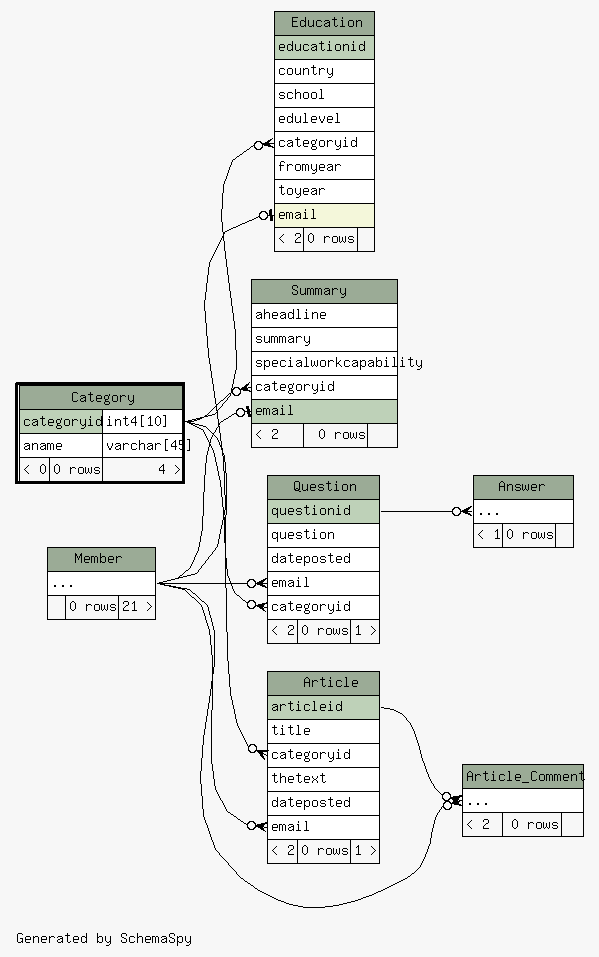 Education
educationid
country
school
edulevel
categoryid
fromyear
toyear
email
< 2 0 rows
Summary
aheadline
summary
specialworkcapability
categoryid
email
< 2 0 rows
Category
categoryid int4[10]
aname varchar[45]
< 0 0 rows 4 >
Question
questionid
question
dateposted
email
categoryid
< 2 0 rows 1 >
Answer
...
< 1 0 rows
Member
...
0 rows 21 >
Article
articleid
title
categoryid
thetext
dateposted
email
< 2 0 rows 1 >
Article_Comment
...
< 2 0 rows
Generated by SchemaSpy